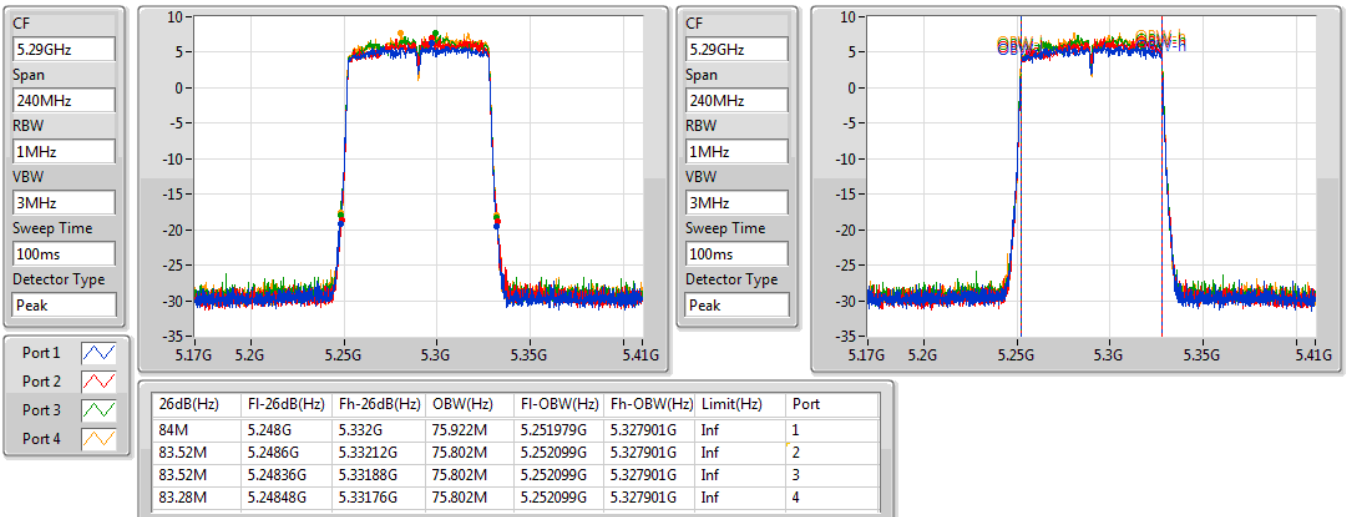 CF
5.29GHz
Span
240MHz
RBW
1MHz
VBW
3MHz
Sweep Time
100ms
Detector Type
Peak
10
5
0
-5
-10
-15
-20
-25
-30
-35
5.17G 5.2G 5.25G 5.3G 5.35G 5.41G
CF
5.29GHz
Span
240MHz
RBW
1MHz
VBW
3MHz
Sweep Time
100ms
Detector Type
Peak
10
5
0
-5
-10
-15
-20
-25
-30
-35
5.17G 5.2G 5.25G 5.3G 5.35G 5.41G
Port 1
Port 2
Port 3
Port 4
26dB(Hz) Fl-26dB(Hz) Fh-26dB(Hz) OBW(Hz) Fl-OBW(Hz) Fh-OBW(Hz) Limit(Hz) Port
84M 5.248G 5.332G 75.922M 5.251979G 5.327901G Inf 1
83.52M 5.2486G 5.33212G 75.802M 5.252099G 5.327901G Inf 2
83.52M 5.24836G 5.33188G 75.802M 5.252099G 5.327901G Inf 3
83.28M 5.24848G 5.33176G 75.802M 5.252099G 5.327901G Inf 4